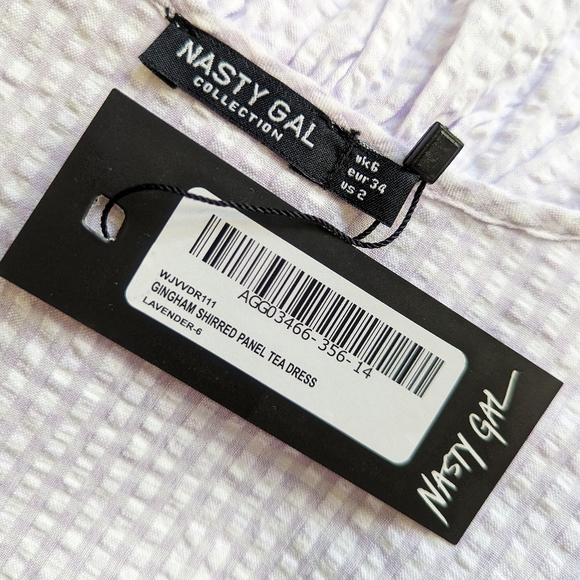 NASTY GAL
COLLECTION
uk 6
eur 34
us 2
AGG03466-356-14
WJVVDR111
GINGHAM SHIRRED PANEL TEA DRESS
LAVENDER-6
NASTY GAL